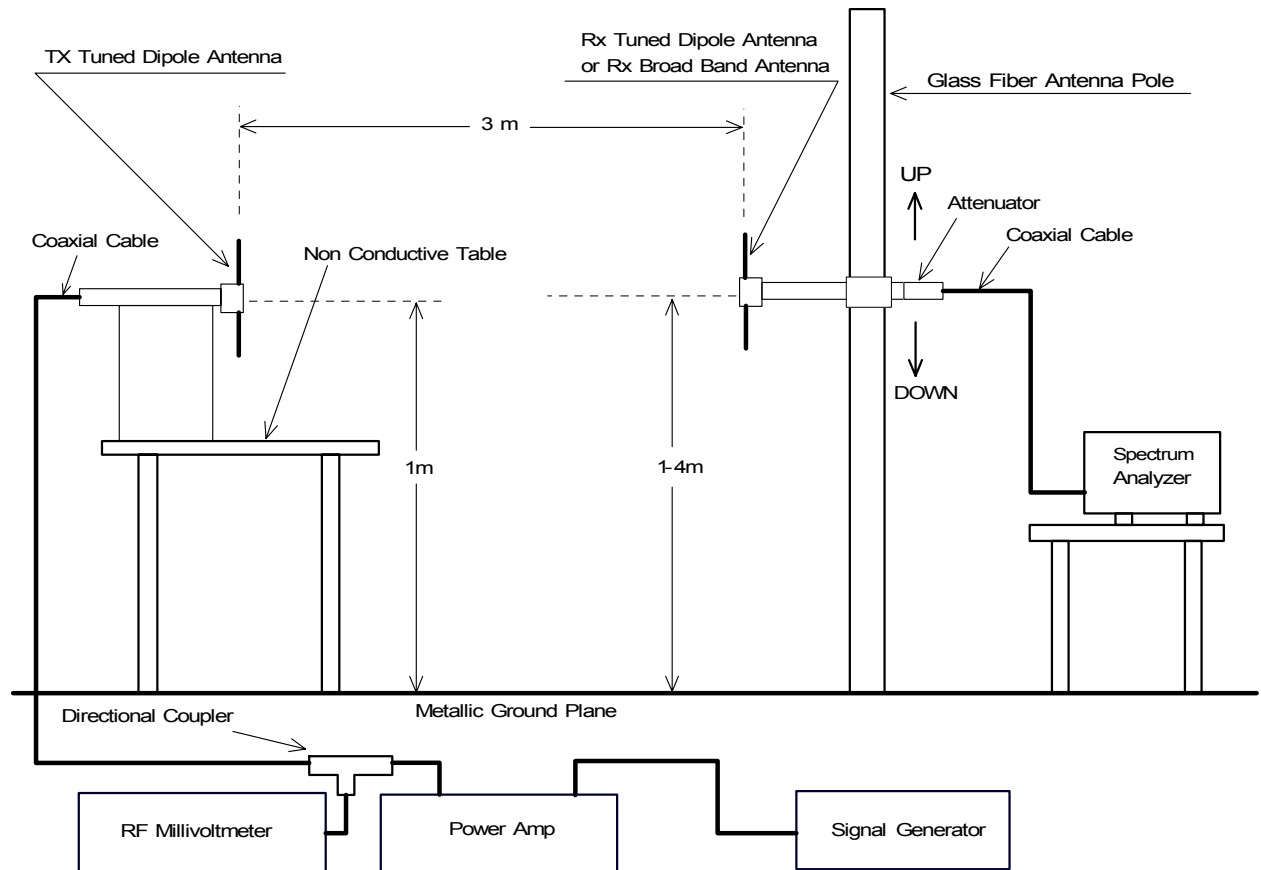 TX Tuned Dipole Antenna
Rx Tuned Dipole Antenna
or Rx Broad Band Antenna
Glass Fiber Antenna Pole
3 m
UP
Attenuator
Coaxial Cable
Coaxial Cable
Non Conductive Table
DOWN
1m
1-4m
Spectrum
Analyzer
Metallic Ground Plane
Directional Coupler
RF Millivoltmeter
Power Amp
Signal Generator